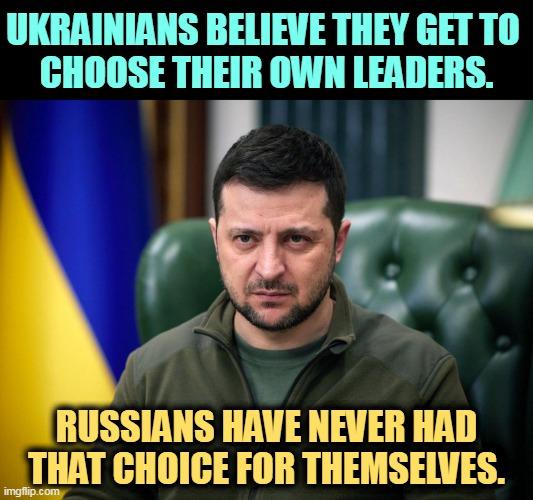 UKRAINIANS BELIEVE THEY GET TO
CHOOSE THEIR OWN LEADERS.
RUSSIANS HAVE NEVER HAD
THAT CHOICE FOR THEMSELVES.
imgflip.com